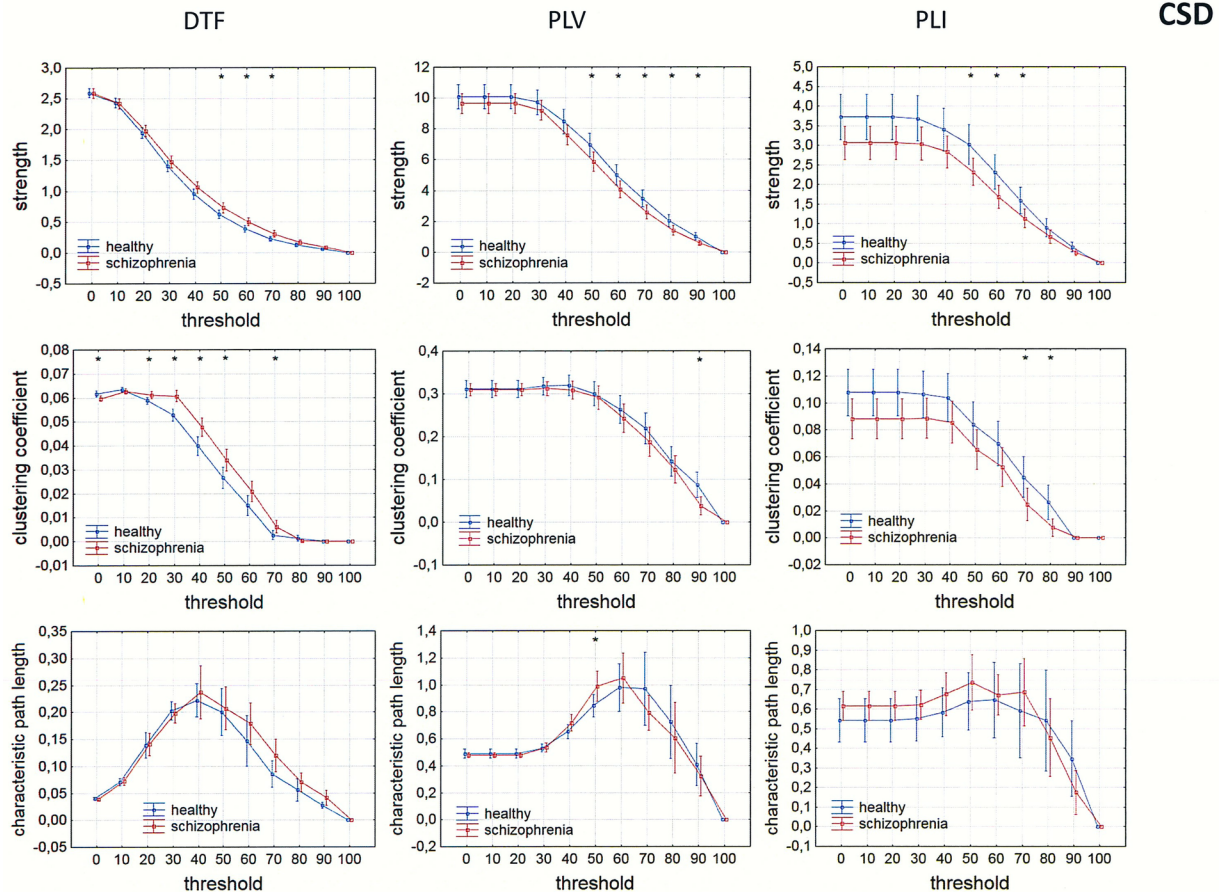 DTF PLV PLI CSD
* * *
3,0
2,5
2,0
1,5
1,0
0,5
0,0
-0,5
strength
healthy
schizophrenia
0 10 20 30 40 50 60 70 80 90 100
threshold
* * * * *
12
10
8
6
4
2
0
-2
strength
healthy
schizophrenia
0 10 20 30 40 50 60 70 80 90 100
threshold
* * *
5,0
4,5
4,0
3,5
3,0
2,5
2,0
1,5
1,0
0,5
0,0
-0,5
strength
healthy
schizophrenia
0 10 20 30 40 50 60 70 80 90 100
threshold
* * * * * *
0,08
0,07
0,06
0,05
0,04
0,03
0,02
0,01
0,00
-0,01
clustering coefficient
healthy
schizophrenia
0 10 20 30 40 50 60 70 80 90 100
threshold
*
0,4
0,3
0,2
0,1
0,0
-0,1
clustering coefficient
healthy
schizophrenia
0 10 20 30 40 50 60 70 80 90 100
threshold
* *
0,14
0,12
0,10
0,08
0,06
0,04
0,02
0,00
-0,02
clustering coefficient
healthy
schizophrenia
0 10 20 30 40 50 60 70 80 90 100
threshold
0,35
0,30
0,25
0,20
0,15
0,10
0,05
0,00
-0,05
characteristic path length
healthy
schizophrenia
0 10 20 30 40 50 60 70 80 90 100
threshold
*
1,4
1,2
1,0
0,8
0,6
0,4
0,2
0,0
-0,2
characteristic path length
healthy
schizophrenia
0 10 20 30 40 50 60 70 80 90 100
threshold
1,0
0,9
0,8
0,7
0,6
0,5
0,4
0,3
0,2
0,1
0,0
-0,1
characteristic path length
healthy
schizophrenia
0 10 20 30 40 50 60 70 80 90 100
threshold